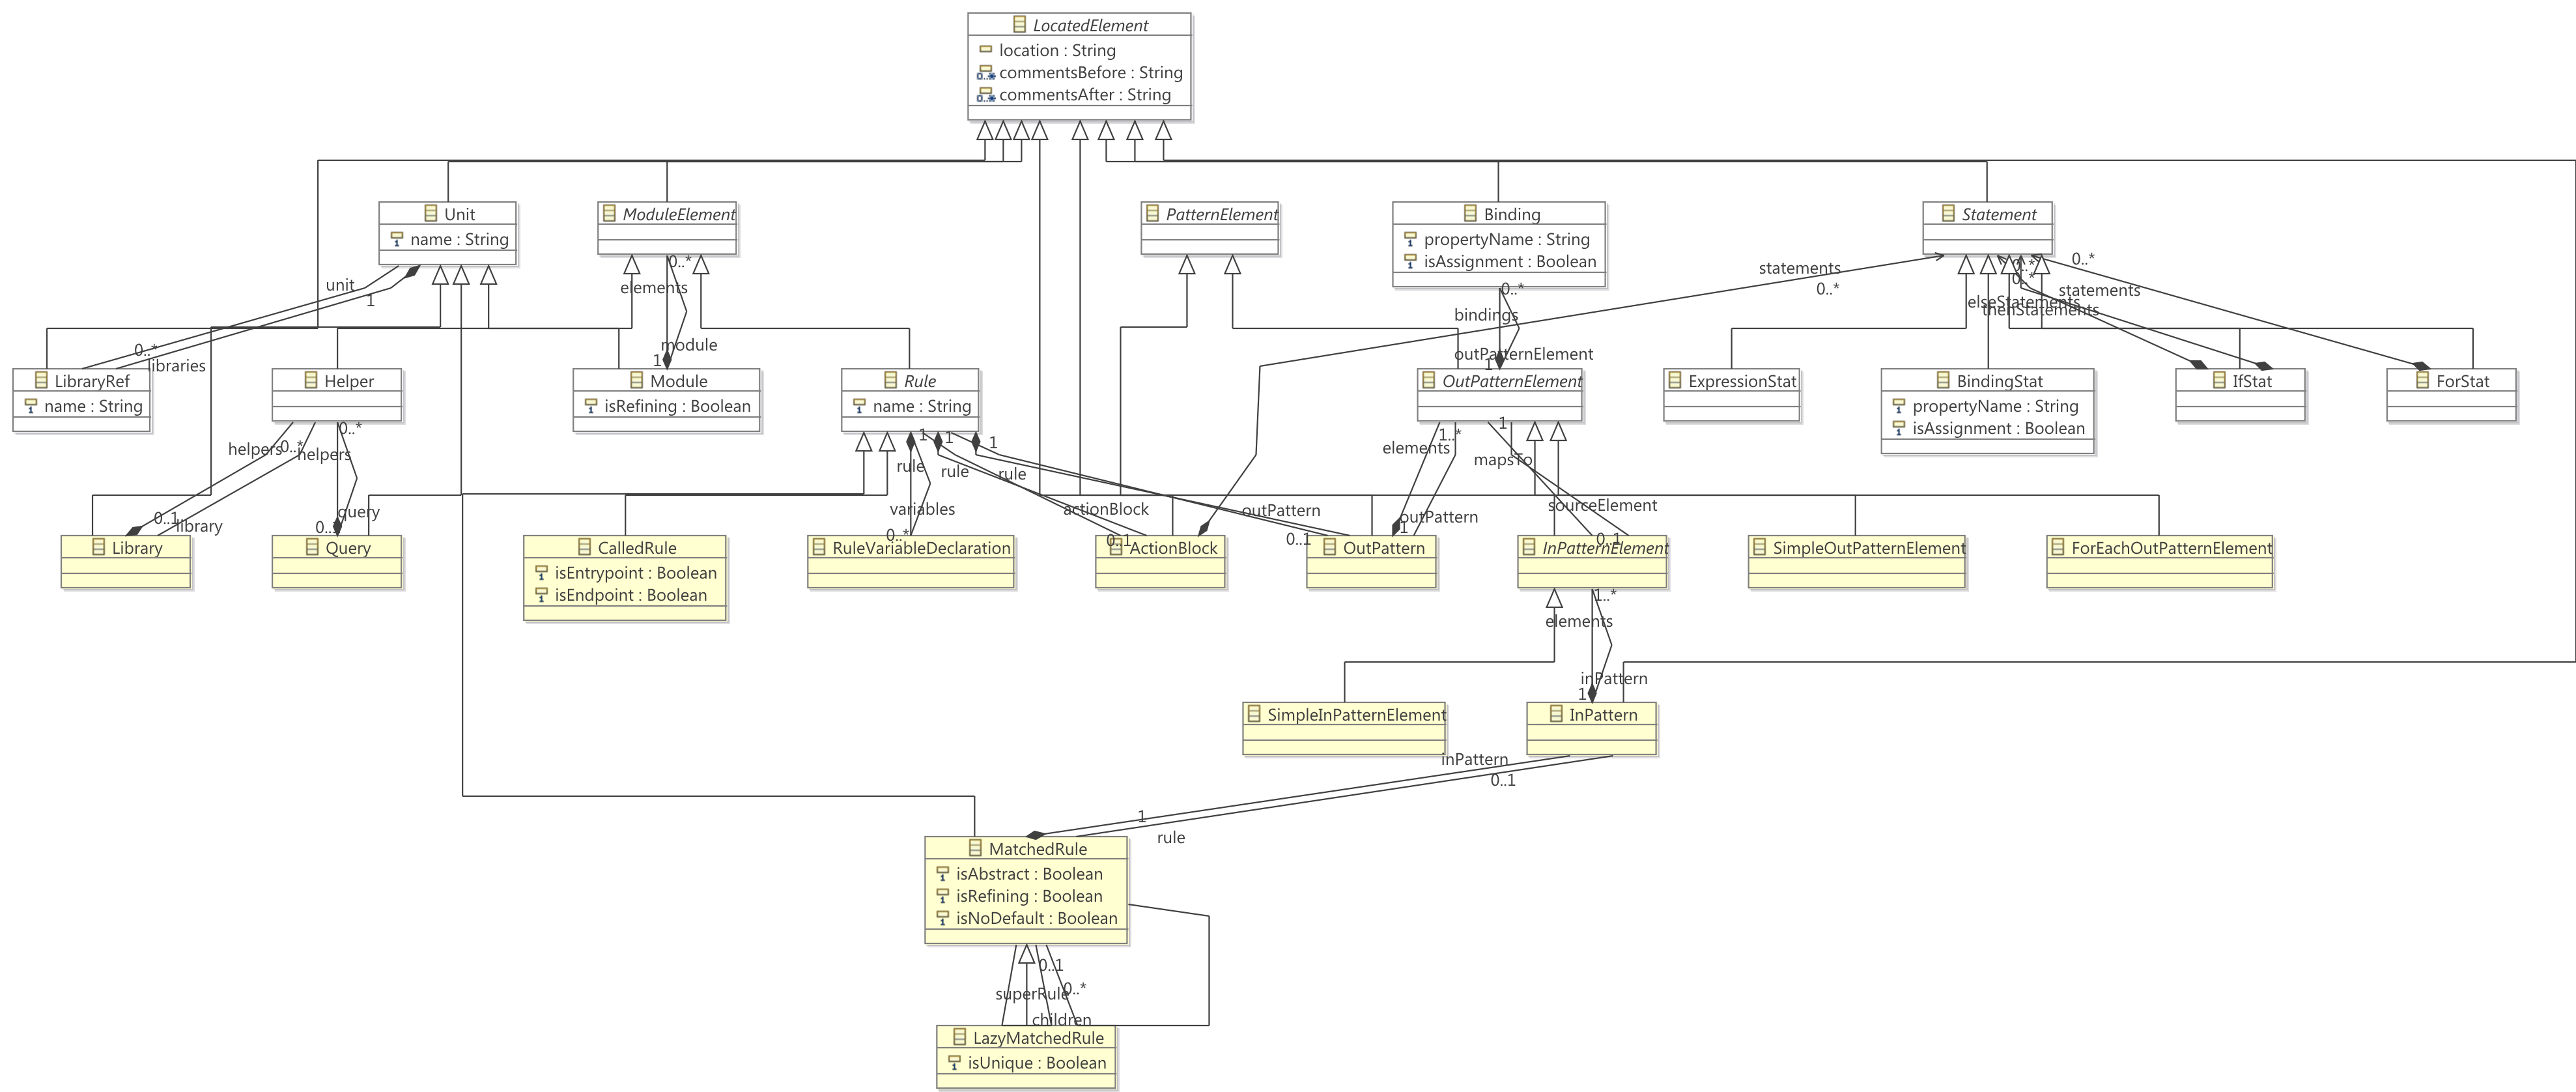 LocatedElement
location : String
commentsBefore : String
commentsAfter : String
Unit
name : String
ModuleElement
PatternElement
Binding
propertyName : String
isAssignment : Boolean
Statement
unit
1
0..*
elements
0..*
bindings
statements
0..*
0..*
0..*
0..*
statements
elseStatements
thenStatements
0..*
libraries
module
1
outPatternElement
1
LibraryRef
name : String
Helper
Module
isRefining : Boolean
Rule
name : String
OutPatternElement
ExpressionStat
BindingStat
propertyName : String
isAssignment : Boolean
IfStat
ForStat
helpers
0..*
helpers
0..*
1
1
1
rule
rule
rule
1..*
elements
1
mapsTo
sourceElement
variables
0..*
actionBlock
0..1
outPattern
0..1
outPattern
1
0..1
0..1
library
query
0..1
Library
Query
CalledRule
isEntrypoint : Boolean
isEndpoint : Boolean
RuleVariableDeclaration
ActionBlock
OutPattern
InPatternElement
SimpleOutPatternElement
ForEachOutPatternElement
1..*
elements
inPattern
1
SimpleInPatternElement
InPattern
inPattern
0..1
1
rule
MatchedRule
isAbstract : Boolean
isRefining : Boolean
isNoDefault : Boolean
0..1
superRule
0..*
children
LazyMatchedRule
isUnique : Boolean